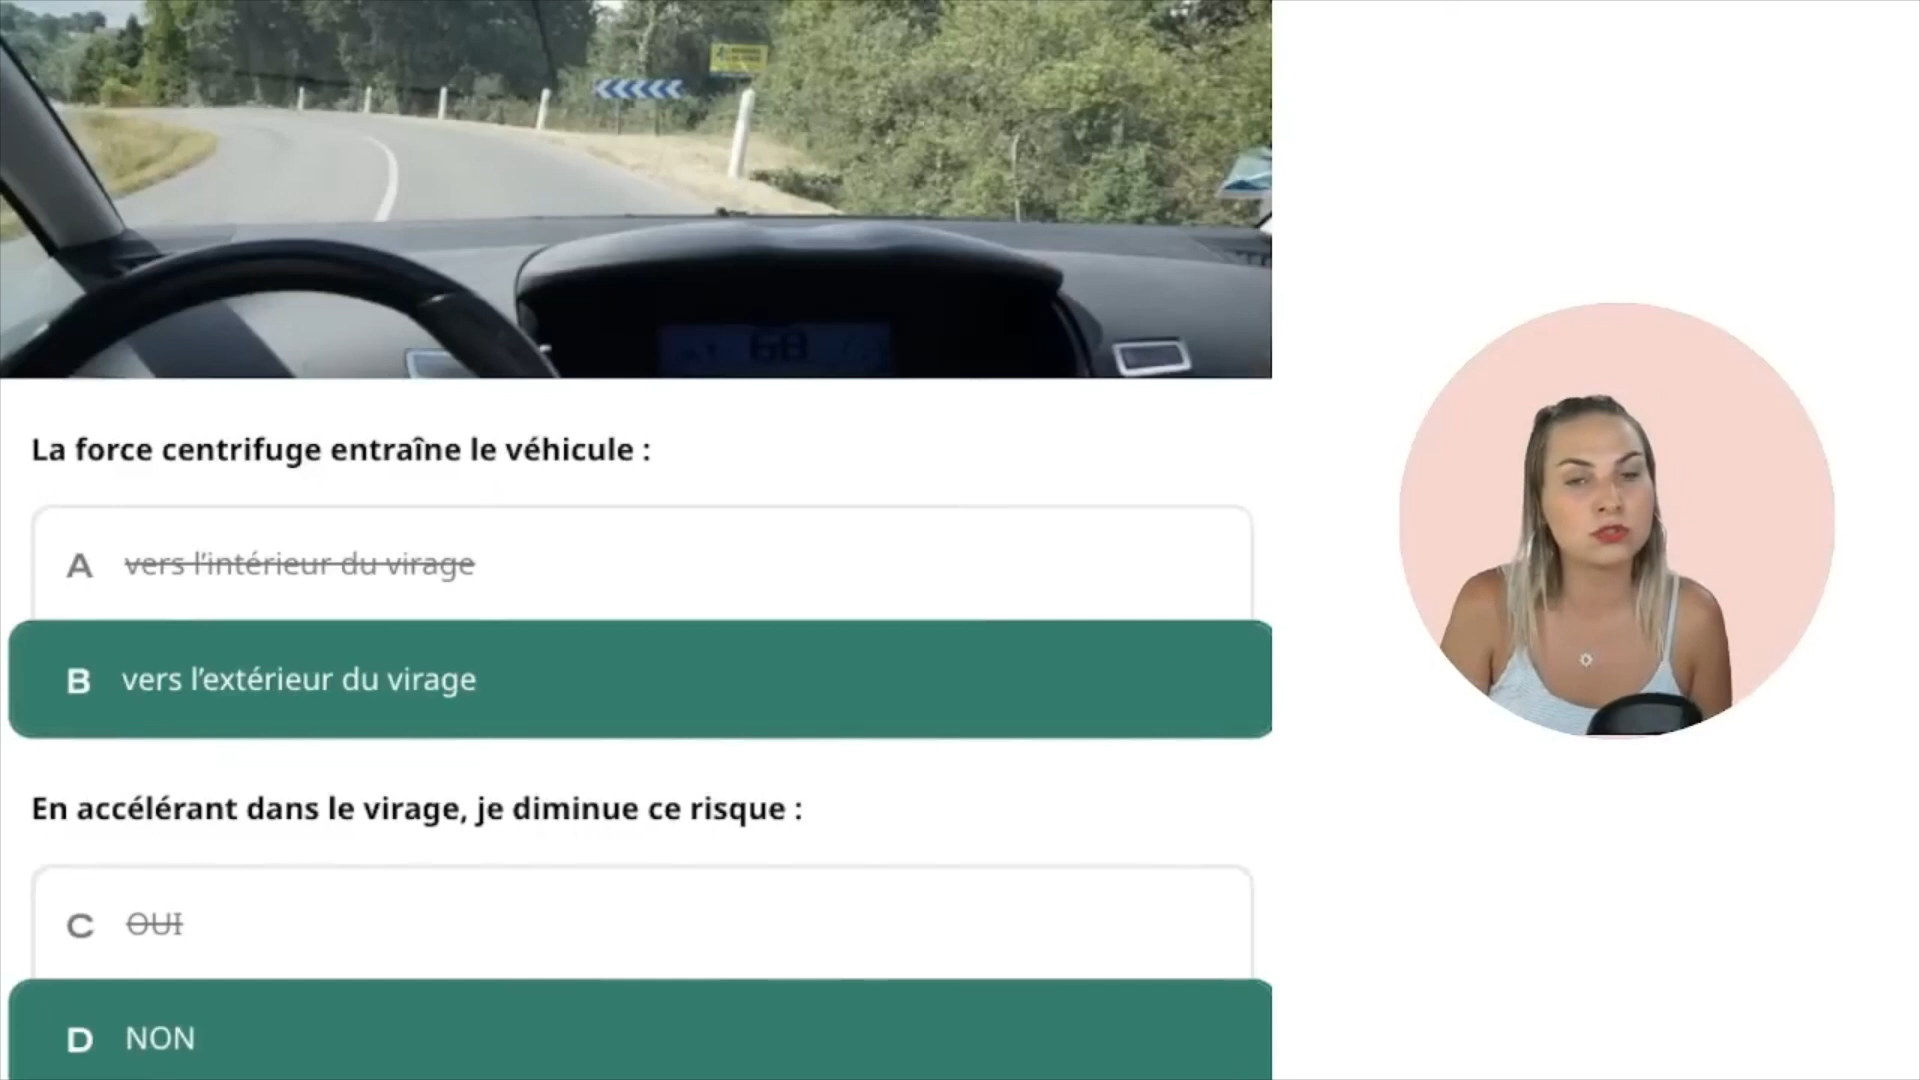 68
La force centrifuge entraîne le véhicule :
A vers l’intérieur du virage
B vers l’extérieur du virage
En accélérant dans le virage, je diminue ce risque :
C OUI
D NON